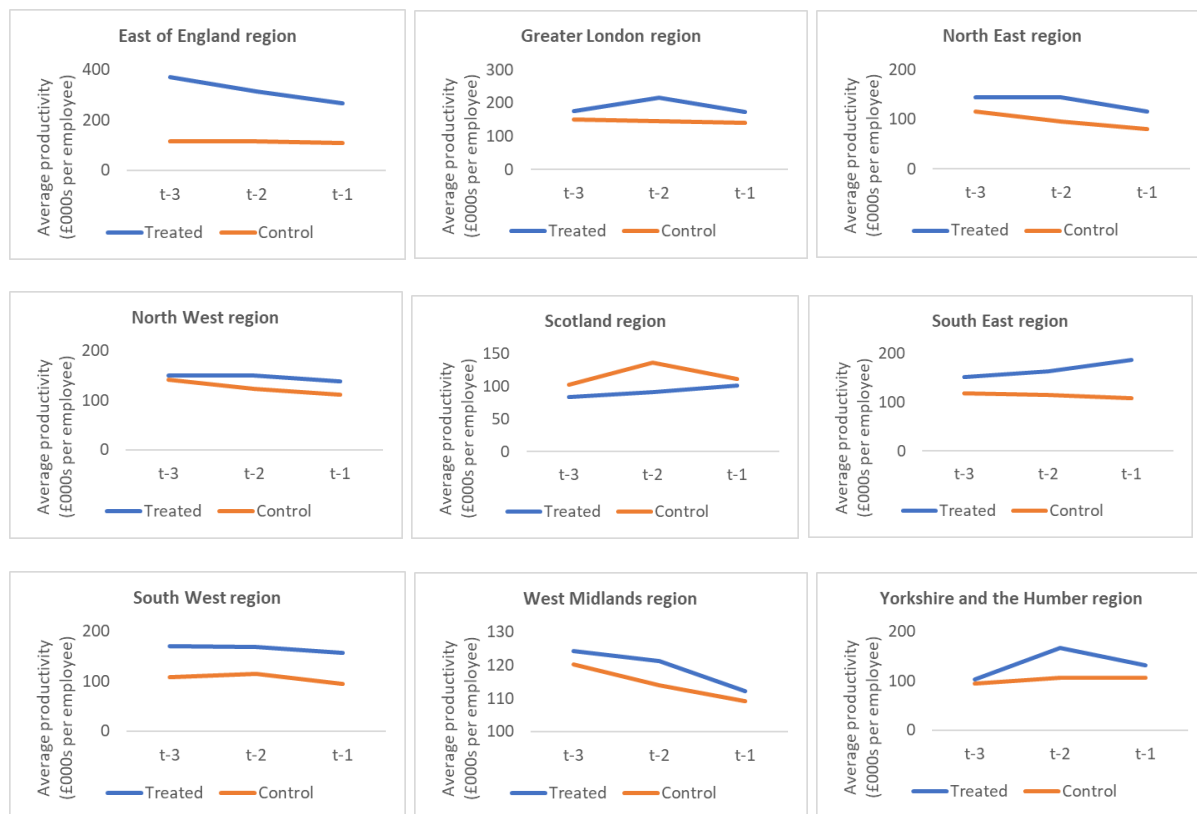 East of England region
Average productivity
(£000s per employee)
400
200
0
t-3 t-2 t-1
Treated Control
Greater London region
Average productivity
(£000s per employee)
300
200
100
0
t-3 t-2 t-1
Treated Control
North East region
Average productivity
(£000s per employee)
200
100
0
t-3 t-2 t-1
Treated Control
North West region
Average productivity
(£000s per employee)
200
100
0
t-3 t-2 t-1
Treated Control
Scotland region
Average productivity
(£000s per employee)
150
100
50
0
t-3 t-2 t-1
Treated Control
South East region
Average productivity
(£000s per employee)
200
100
0
t-3 t-2 t-1
Treated Control
South West region
Average productivity
(£000s per employee)
200
100
0
t-3 t-2 t-1
Treated Control
West Midlands region
Average productivity
(£000s per employee)
130
120
110
100
t-3 t-2 t-1
Treated Control
Yorkshire and the Humber region
Average productivity
(£000s per employee)
200
100
0
t-3 t-2 t-1
Treated Control